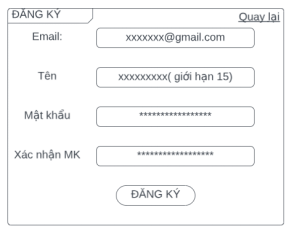 ĐĂNG KÝ Quay lại
Email: xxxxxxx@gmail.com
Tên xxxxxxxxx( giới hạn 15)
Mật khẩu *****************
Xác nhận MK ******************
ĐĂNG KÝ